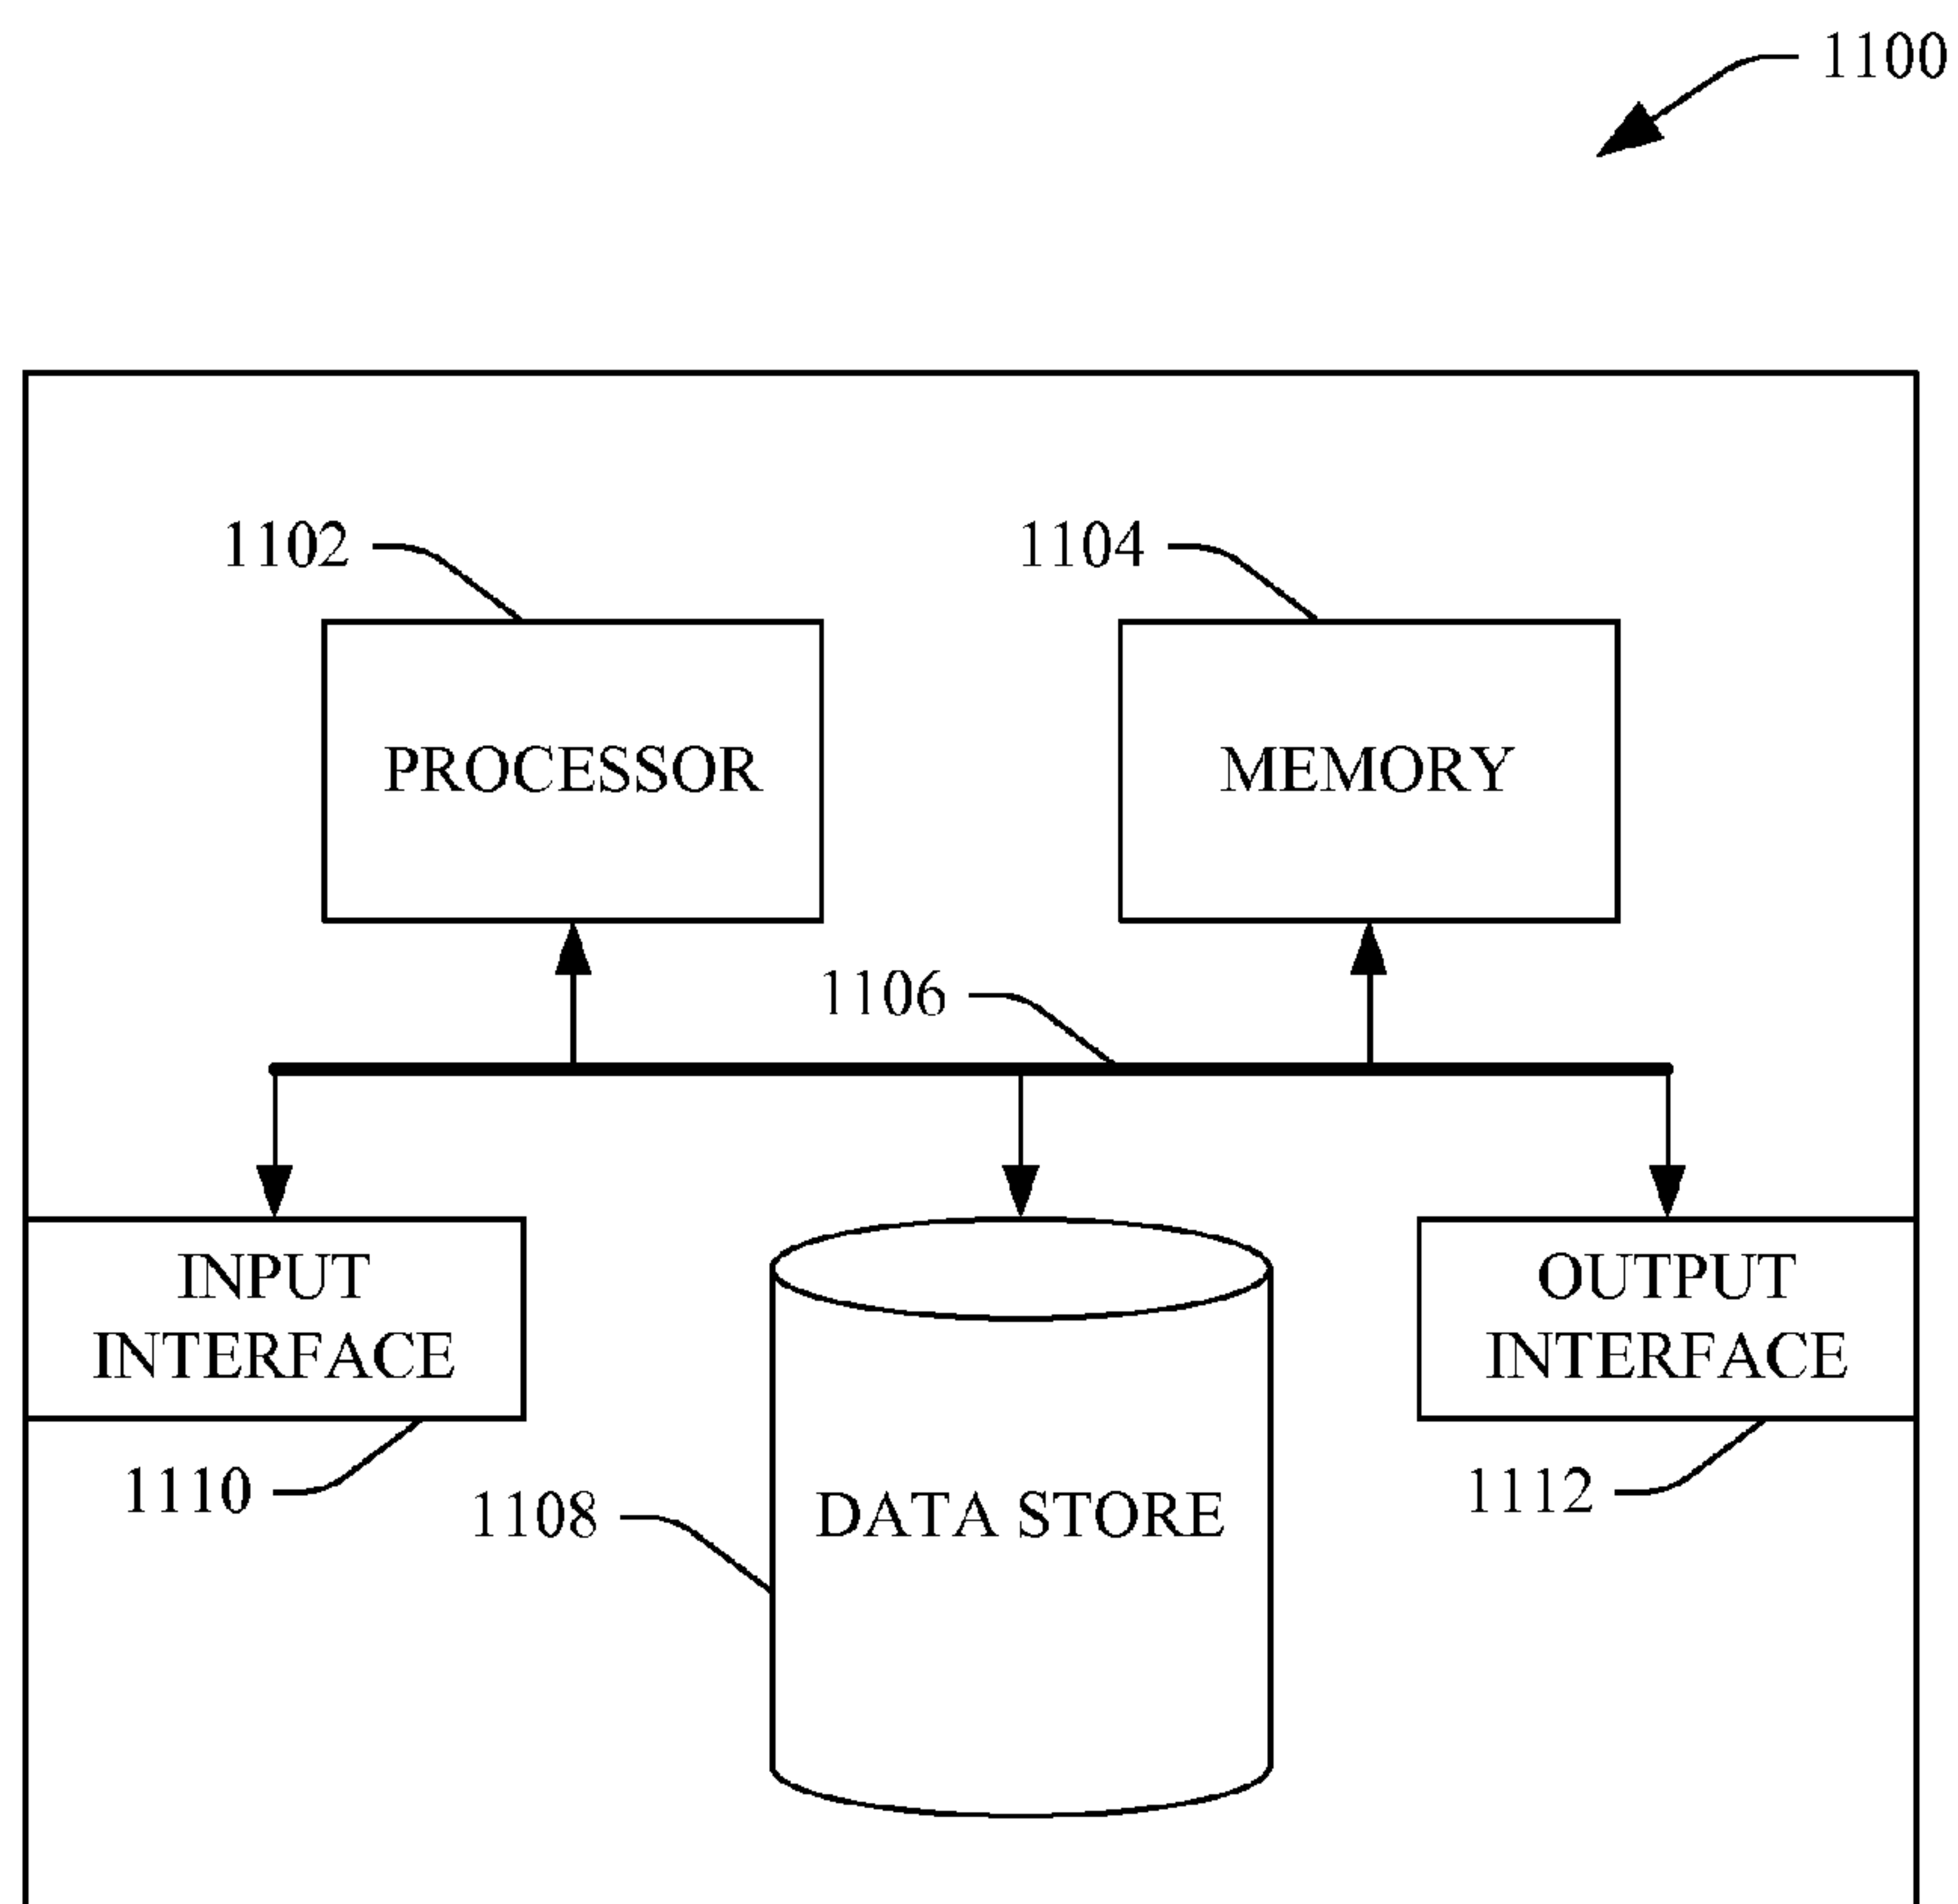 1100
1102
1104
PROCESSOR
MEMORY
1106
INPUT
INTERFACE
OUTPUT
INTERFACE
1110
1108
DATA STORE
1112